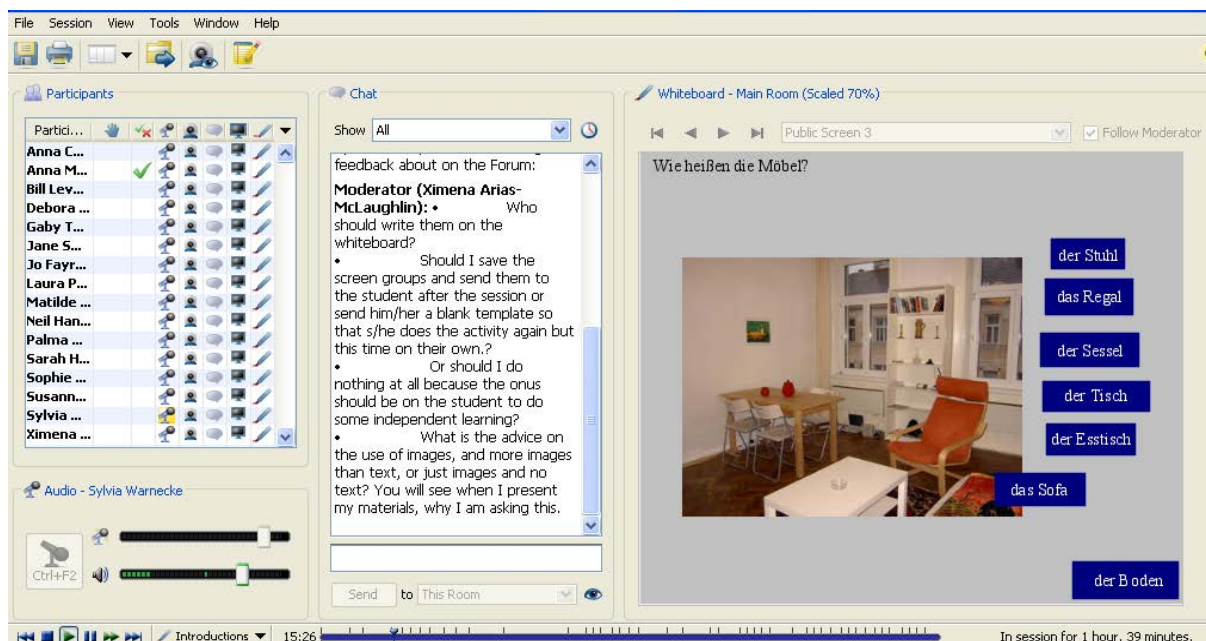 File Session View Tools Window Help
Participants
Partici...
Anna C...
Anna M...
Bill Lev...
Debora ...
Gaby T...
Jane S...
Jo Fayr...
Laura P...
Matilde ...
Neil Han...
Palma ...
Sarah H...
Sophie ...
Susann...
Sylvia ...
Ximena ...
Audio - Sylvia Warnecke
Ctrl+F2
Chat
Show All
feedback about on the Forum:
Moderator (Ximena Arias-
McLaughlin): • Who
should write them on the
whiteboard?
• Should I save the
screen groups and send them to
the student after the session or
send him/her a blank template so
that s/he does the activity again but
this time on their own.?
• Or should I do
nothing at all because the onus
should be on the student to do
some independent learning?
• What is the advice on
the use of images, and more images
than text, or just images and no
text? You will see when I present
my materials, why I am asking this.
Send to This Room
Whiteboard - Main Room (Scaled 70%)
Public Screen 3
Follow Moderator
Wie heißen die Möbel?
der Stuhl
das Regal
der Sessel
der Tisch
der Esstisch
das Sofa
der Boden
Introductions 15:26
In session for 1 hour, 39 minutes.